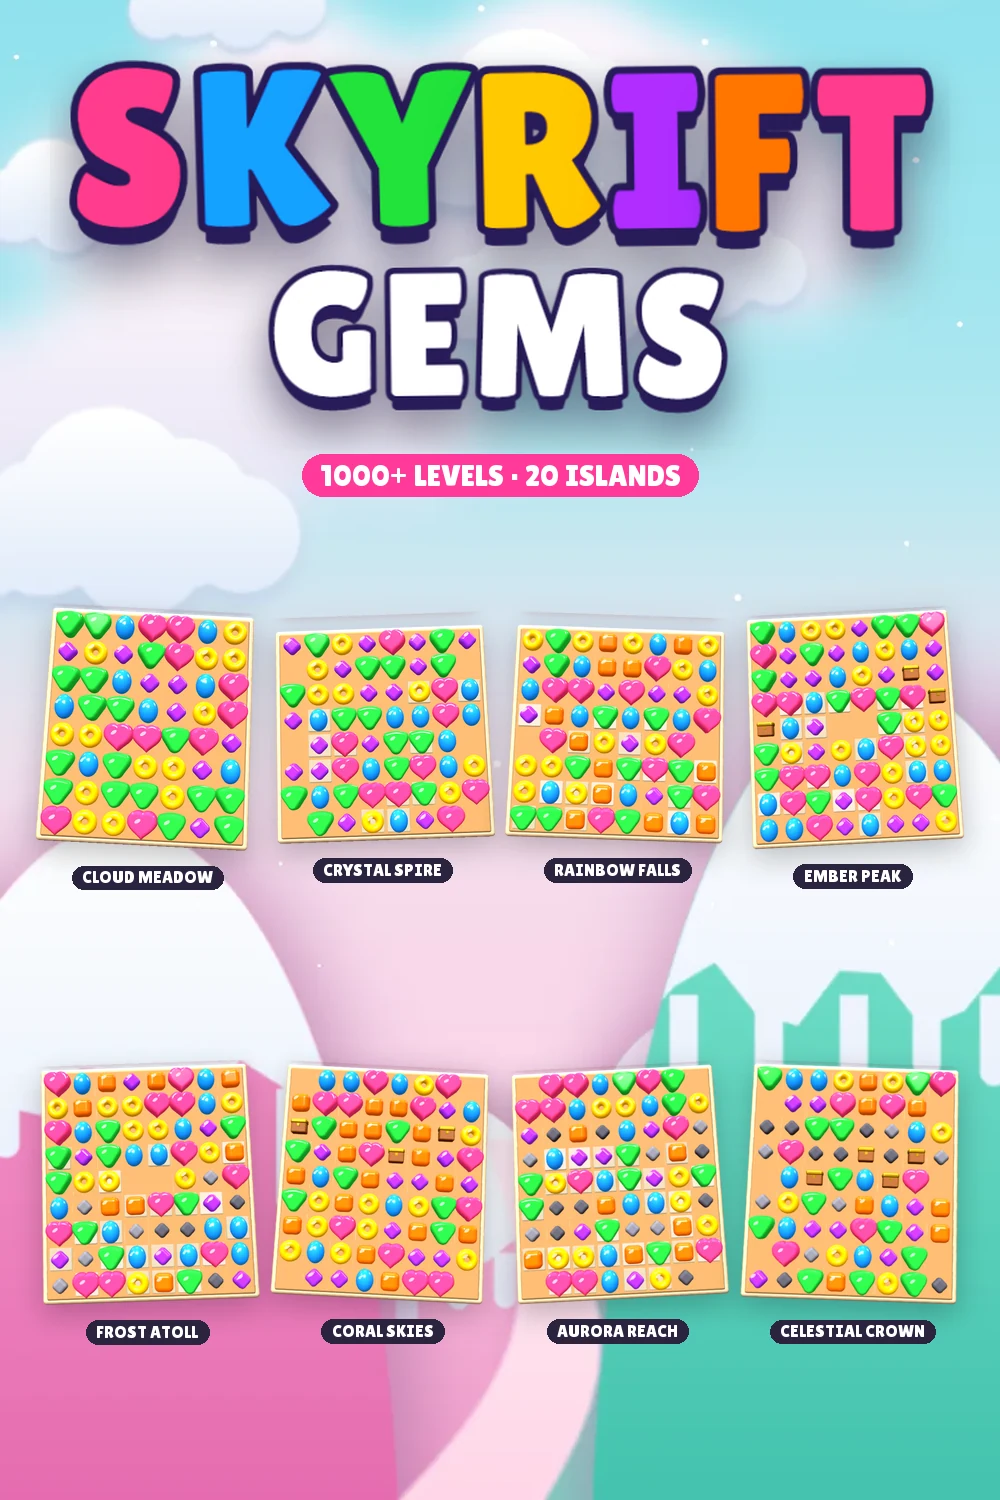 SKYRIFT
GEMS
1000+ LEVELS · 20 ISLANDS
CLOUD MEADOW
CRYSTAL SPIRE
RAINBOW FALLS
EMBER PEAK
FROST ATOLL
CORAL SKIES
AURORA REACH
CELESTIAL CROWN